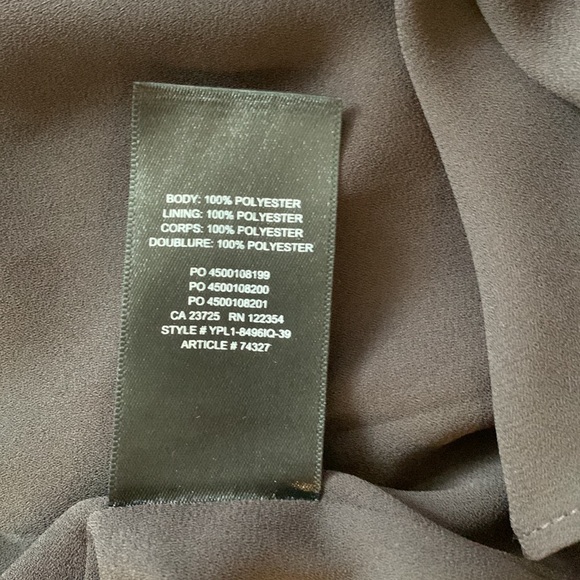 BODY: 100% POLYESTER
LINING: 100% POLYESTER
CORPS: 100% POLYESTER
DOUBLURE: 100% POLYESTER
PO 4500108199
PO 4500108200
PO 4500108201
CA 23725 RN 122354
STYLE # YPL1-8496IQ-39
ARTICLE # 74327